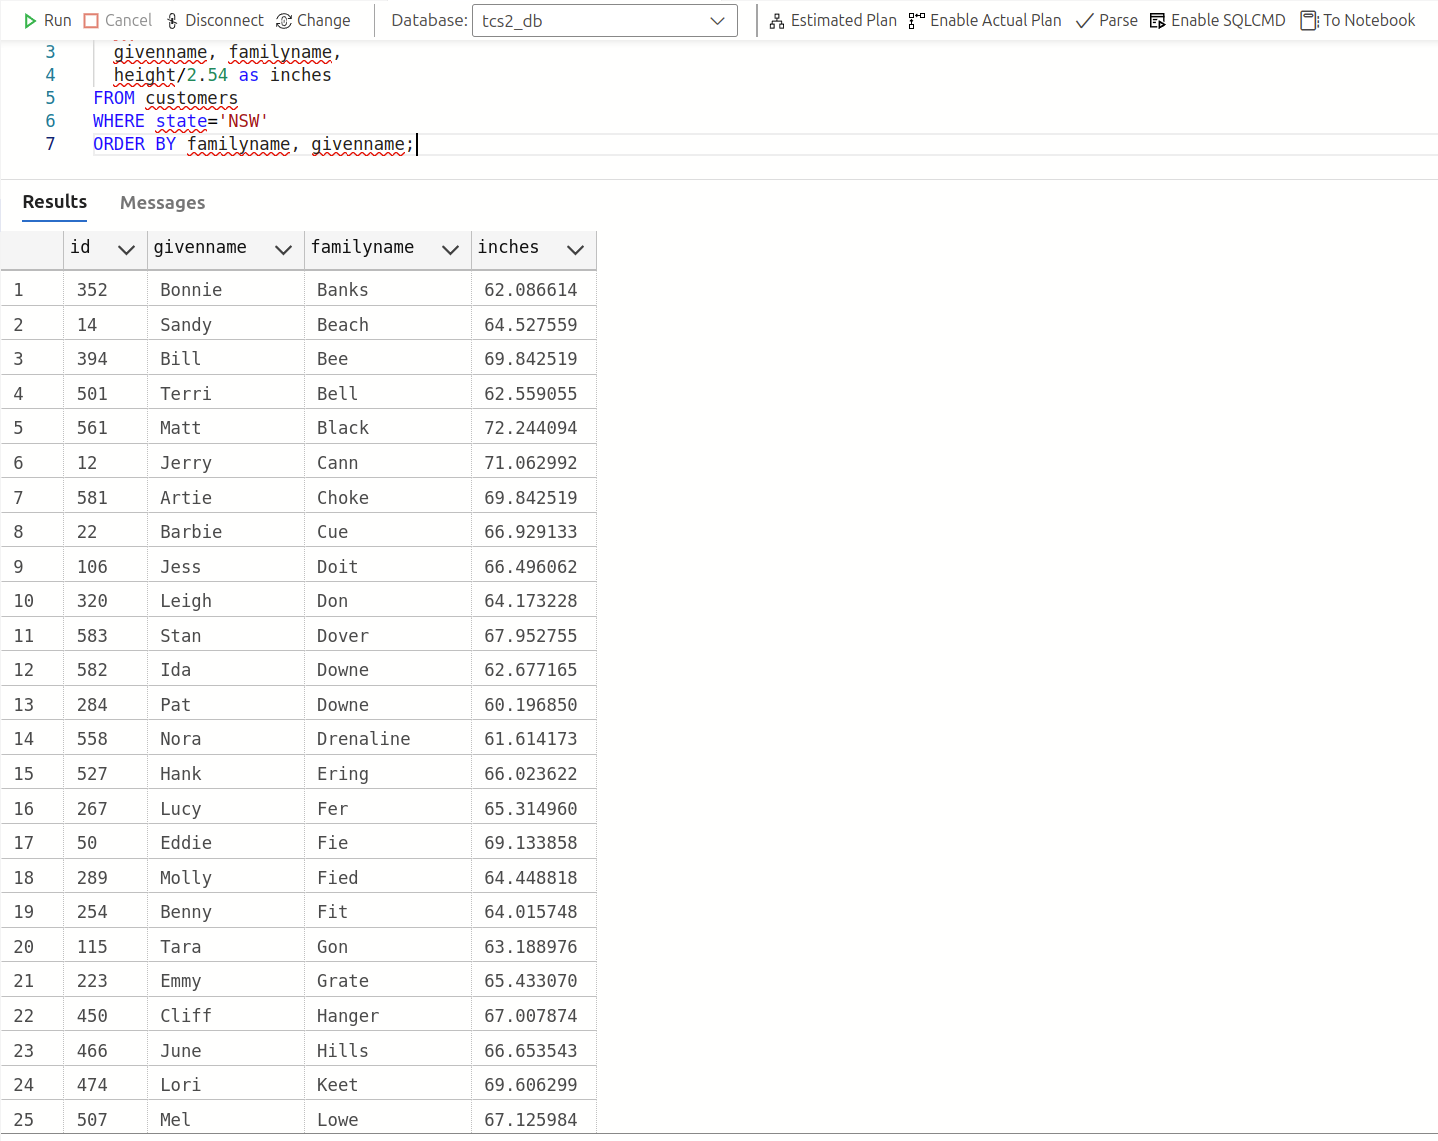 Run Cancel Disconnect Change Database: tcs2_db Estimated Plan Enable Actual Plan Parse Enable SQLCMD To Notebook
3 givenname, familyname,
4 height/2.54 as inches
5 FROM customers
6 WHERE state='NSW'
7 ORDER BY familyname, givenname;
Results Messages
id givenname familyname inches
1 352 Bonnie Banks 62.086614
2 14 Sandy Beach 64.527559
3 394 Bill Bee 69.842519
4 501 Terri Bell 62.559055
5 561 Matt Black 72.244094
6 12 Jerry Cann 71.062992
7 581 Artie Choke 69.842519
8 22 Barbie Cue 66.929133
9 106 Jess Doit 66.496062
10 320 Leigh Don 64.173228
11 583 Stan Dover 67.952755
12 582 Ida Downe 62.677165
13 284 Pat Downe 60.196850
14 558 Nora Drenaline 61.614173
15 527 Hank Ering 66.023622
16 267 Lucy Fer 65.314960
17 50 Eddie Fie 69.133858
18 289 Molly Fied 64.448818
19 254 Benny Fit 64.015748
20 115 Tara Gon 63.188976
21 223 Emmy Grate 65.433070
22 450 Cliff Hanger 67.007874
23 466 June Hills 66.653543
24 474 Lori Keet 69.606299
25 507 Mel Lowe 67.125984